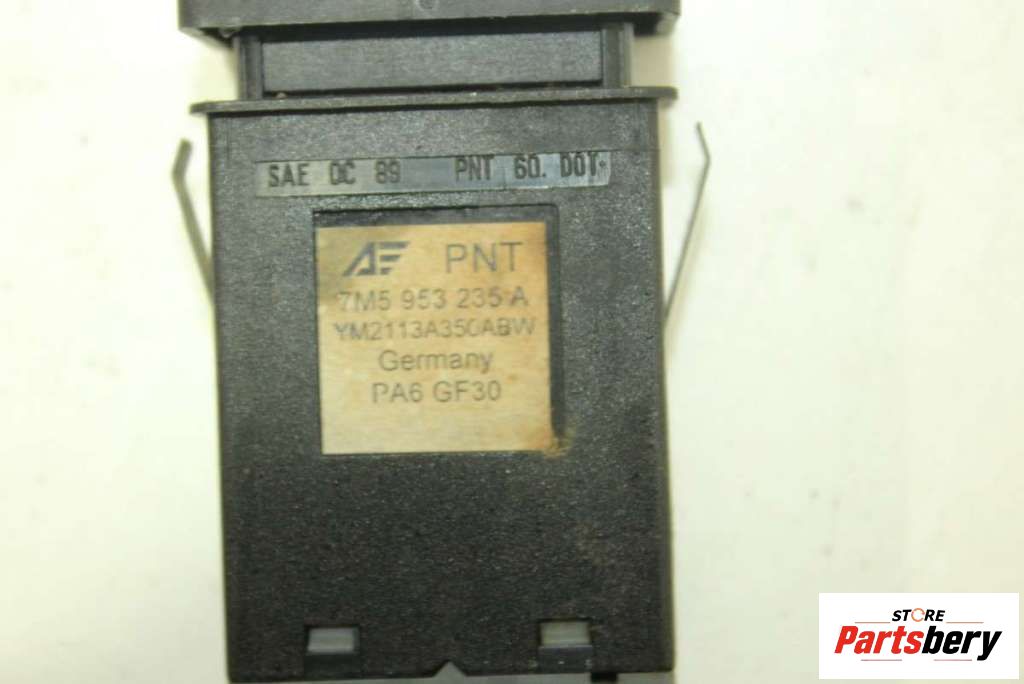 SAE OC 89 PNT 60. DOT
AF PNT
7M5 953 235 A
YM2113A350ABW
Germany
PA6 GF30
STORE
Partsbery